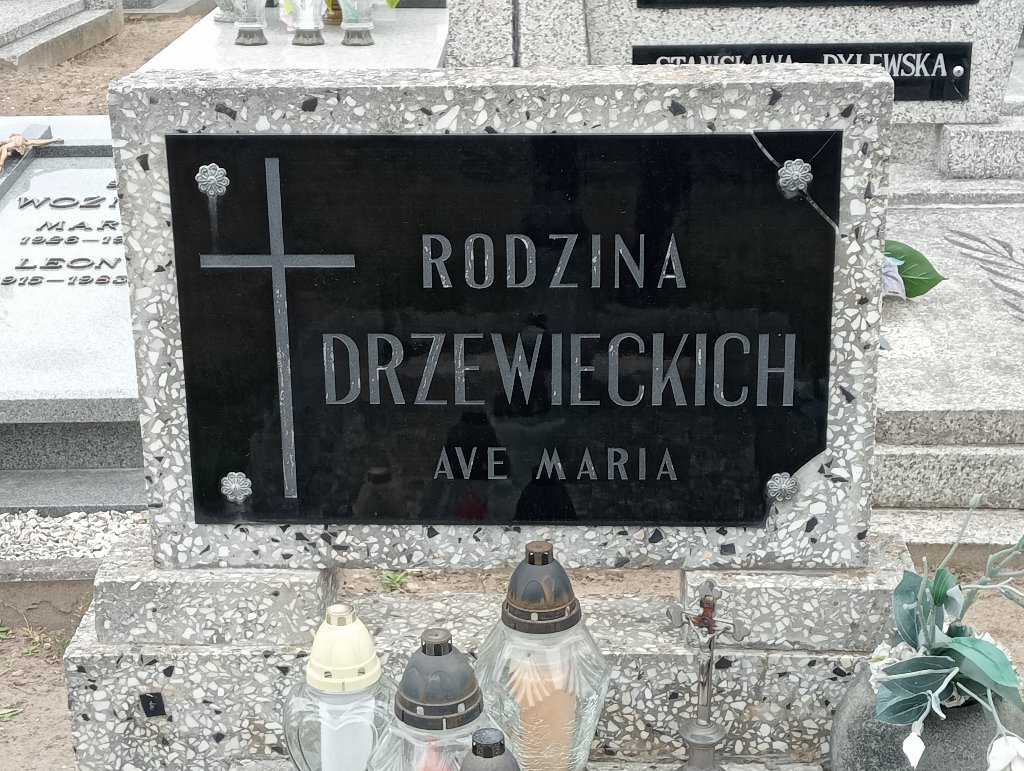 STANISŁAWA DYLEWSKA
MAR
LEON
RODZINA
DRZEWIECKICH
AVE MARIA